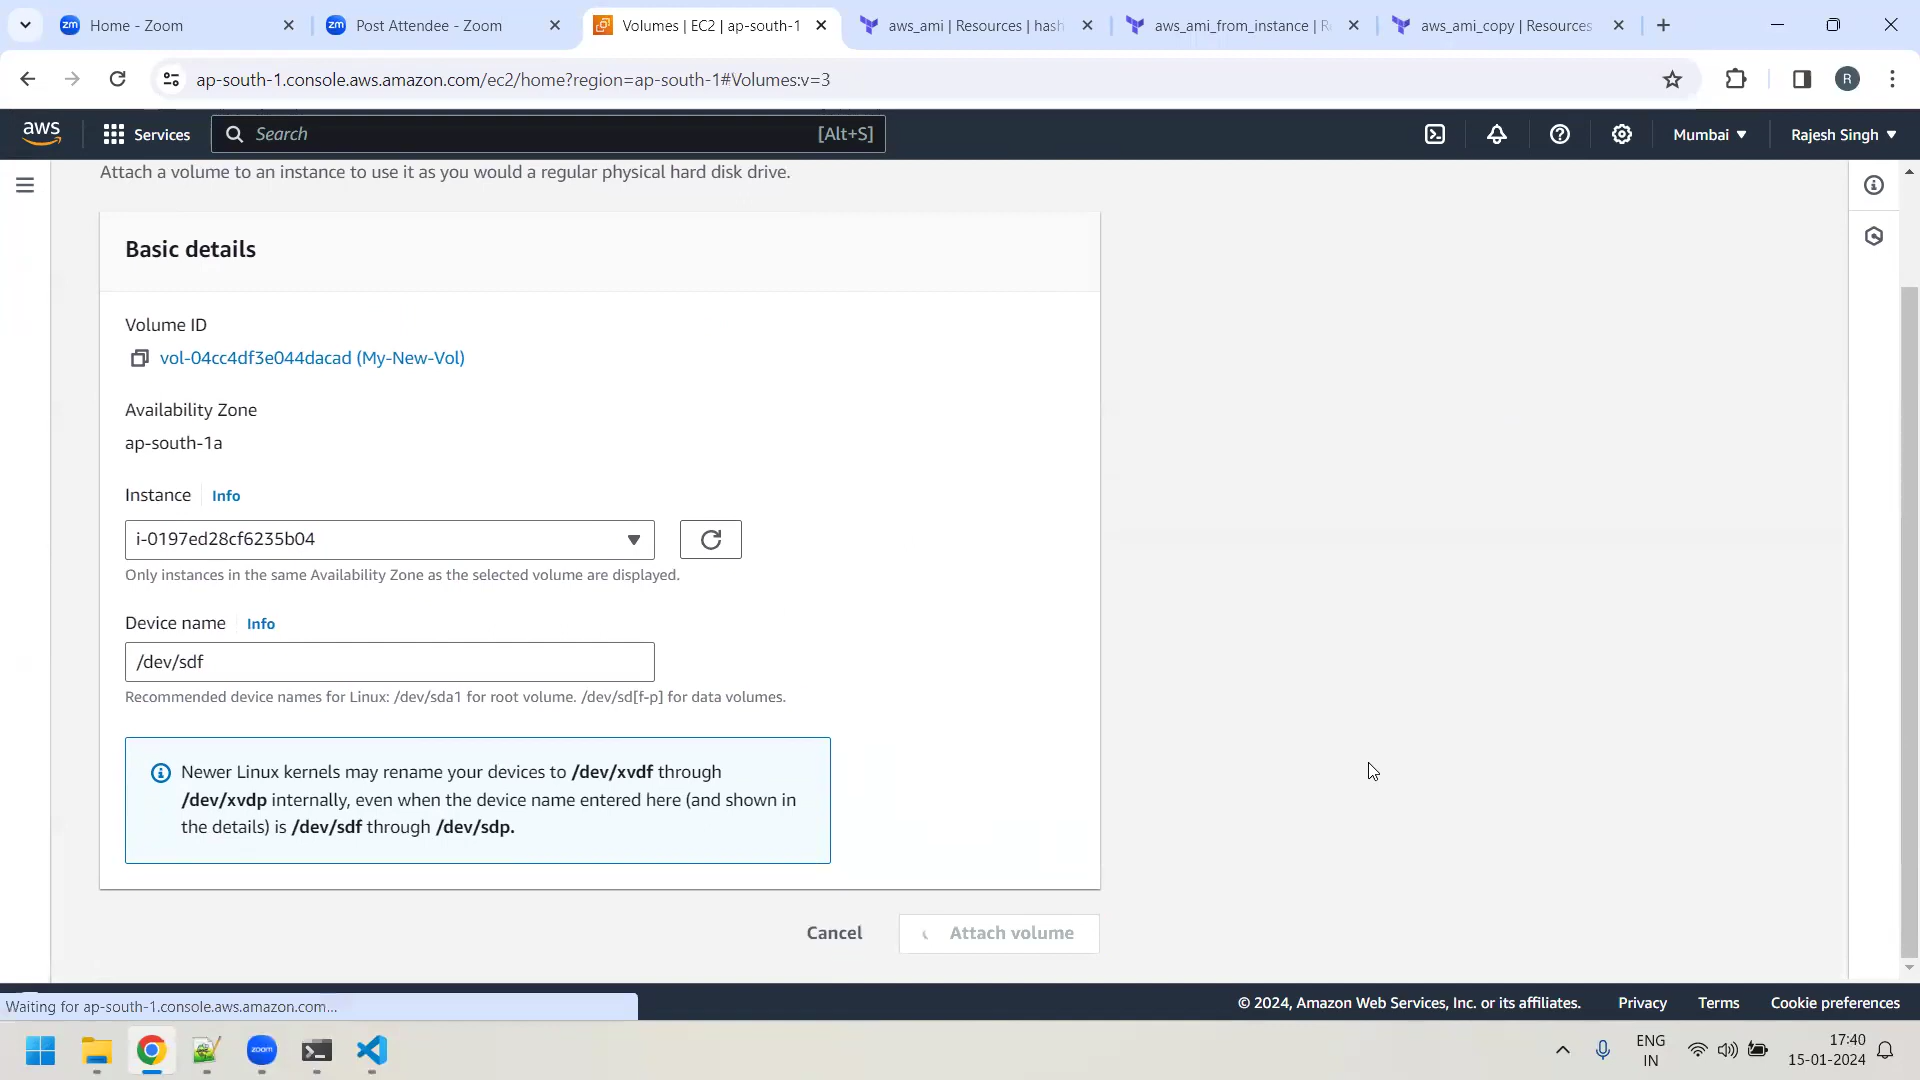 Home - Zoom
Post Attendee - Zoom
Volumes | EC2 | ap-south-1
aws_ami | Resources | hash
aws_ami_from_instance | R
aws_ami_copy | Resources
ap-south-1.console.aws.amazon.com/ec2/home?region=ap-south-1#Volumes:v=3
R
aws
Services
Search
[Alt+S]
Mumbai
Rajesh Singh
Attach a volume to an instance to use it as you would a regular physical hard disk drive.
Basic details
Volume ID
vol-04cc4df3e044dacad (My-New-Vol)
Availability Zone
ap-south-1a
Instance
Info
i-0197ed28cf6235b04
Only instances in the same Availability Zone as the selected volume are displayed.
Device name
Info
/dev/sdf
Recommended device names for Linux: /dev/sda1 for root volume. /dev/sd[f-p] for data volumes.
Newer Linux kernels may rename your devices to /dev/xvdf through
/dev/xvdp internally, even when the device name entered here (and shown in
the details) is /dev/sdf through /dev/sdp.
Cancel
Attach volume
Waiting for ap-south-1.console.aws.amazon.com...
© 2024, Amazon Web Services, Inc. or its affiliates.
Privacy
Terms
Cookie preferences
zoom
ENG
IN
17:40
15-01-2024